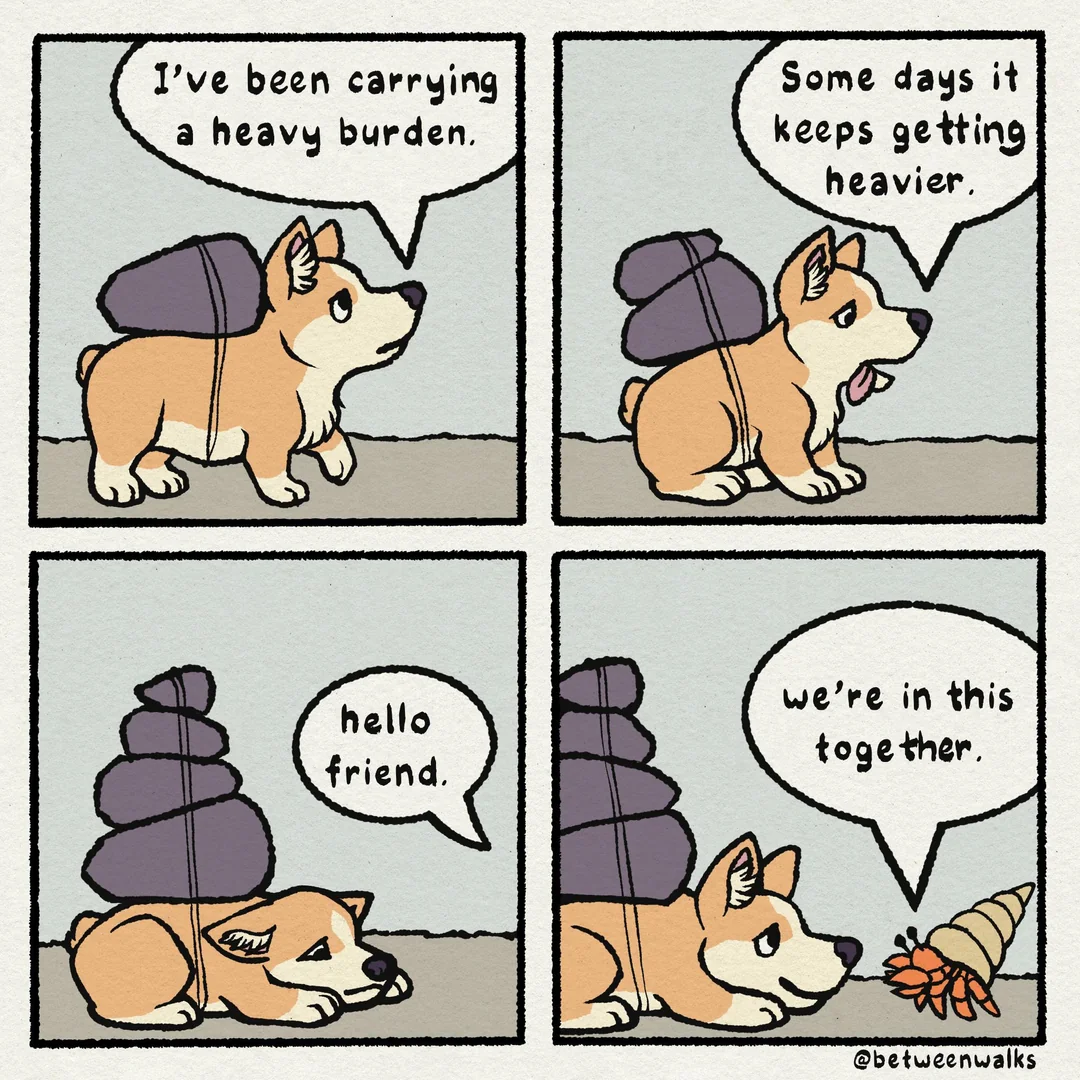 I've been carrying
a heavy burden.
Some days it
keeps getting
heavier.
hello
friend.
we're in this
together.
@betweenwalks